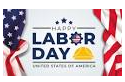 HAPPY
LABOR
DAY
UNITED STATES OF AMERICA